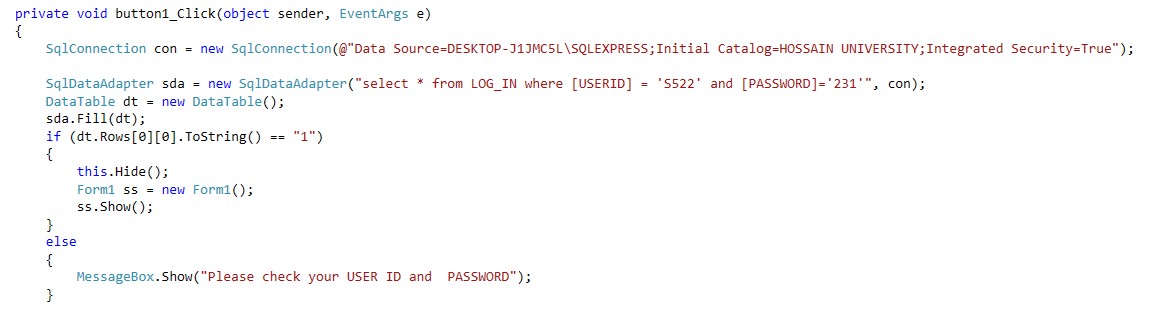 private void button1_Click(object sender, EventArgs e)
{
SqlConnection con = new SqlConnection(@"Data Source=DESKTOP-J1JMC5L\SQLEXPRESS;Initial Catalog=HOSSAIN UNIVERSITY;Integrated Security=True");
SqlDataAdapter sda = new SqlDataAdapter("select * from LOG_IN where [USERID] = 'S522' and [PASSWORD]='231'", con);
DataTable dt = new DataTable();
sda.Fill(dt);
if (dt.Rows[0][0].ToString() == "1")
{
this.Hide();
Form1 ss = new Form1();
ss.Show();
}
else
{
MessageBox.Show("Please check your USER ID and  PASSWORD");
}